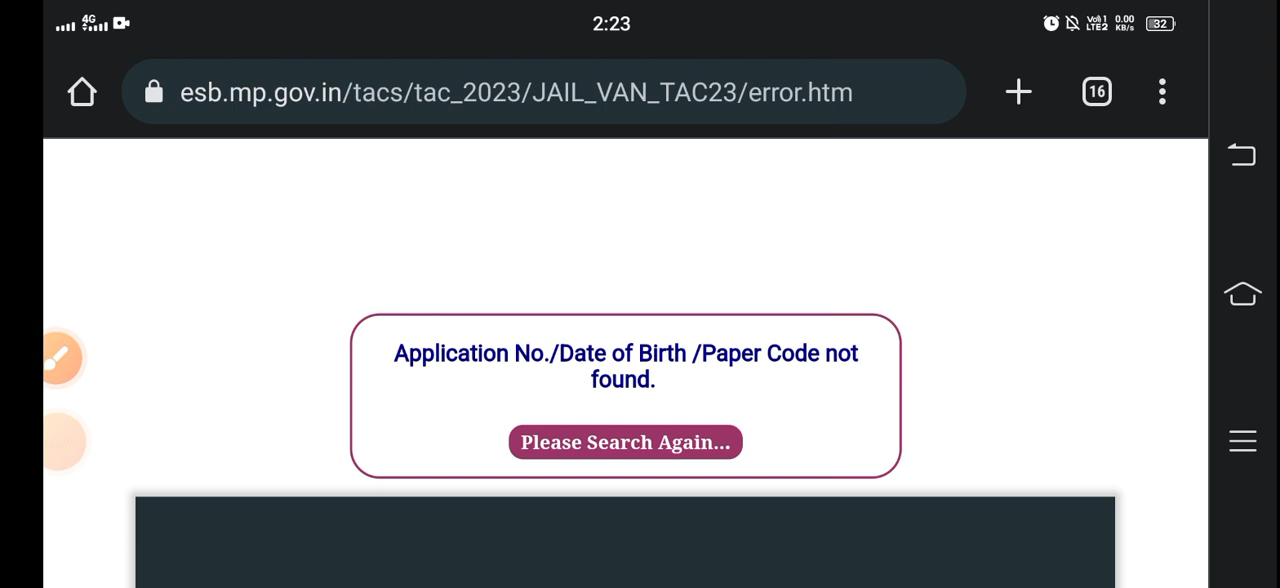 4G 2:23 Vo)) 1 LTE2 0.00 KB/s 32
esb.mp.gov.in/tacs/tac_2023/JAIL_VAN_TAC23/error.htm 16
Application No./Date of Birth /Paper Code not
found.
Please Search Again...